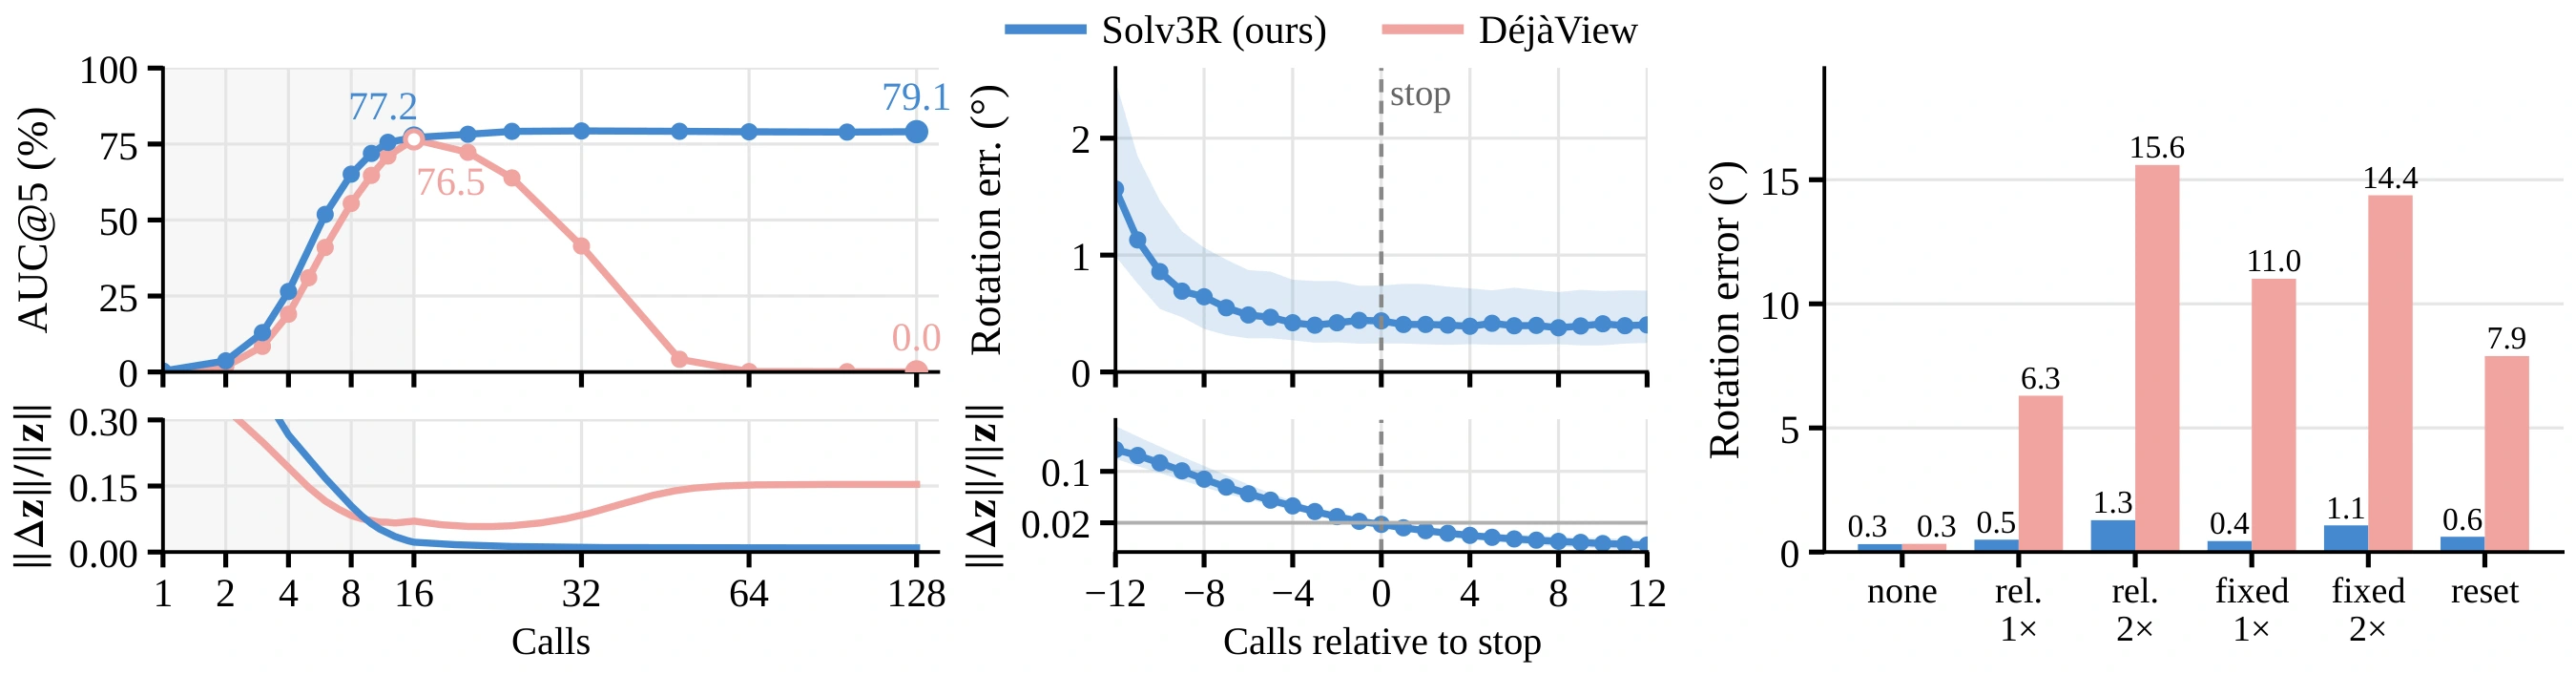 Solv3R (ours)
DéjàView
AUC@5 (%)
100
75
50
25
0
77.2
76.5
79.1
0.0
||Δz||/||z||
0.30
0.15
0.00
1 2 4 8 16 32 64 128
Calls
Rotation err. (°)
2
1
0
stop
||Δz||/||z||
0.1
0.02
−12 −8 −4 0 4 8 12
Calls relative to stop
Rotation error (°)
15
10
5
0
0.3 0.3 0.5 6.3 1.3 15.6 0.4 11.0 1.1 14.4 0.6 7.9
none rel. rel. fixed fixed reset
1× 2× 1× 2×